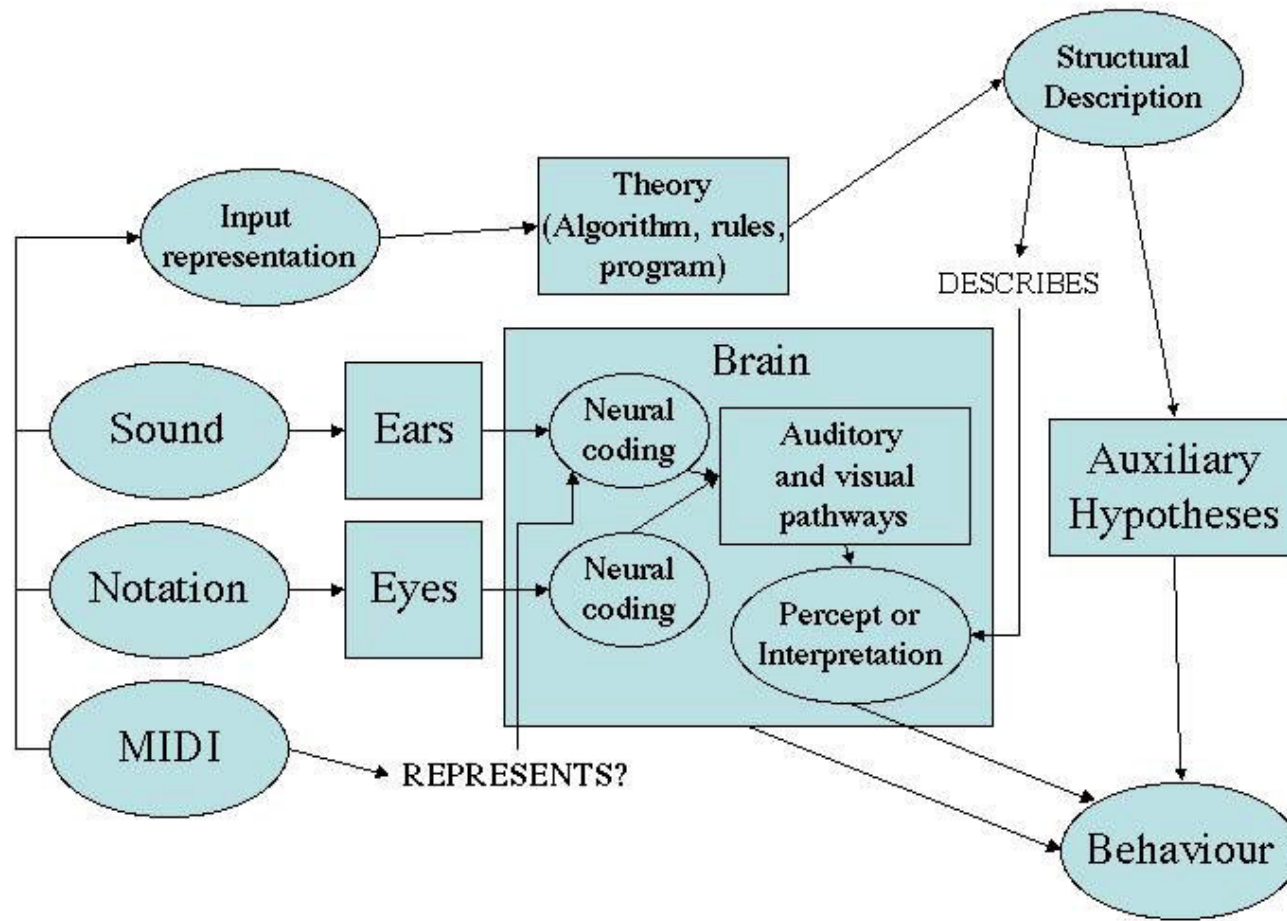 Structural
Description
Input
representation
Theory
(Algorithm, rules,
program)
DESCRIBES
Brain
Sound
Ears
Neural
coding
Auditory
and visual
pathways
Auxiliary
Hypotheses
Notation
Eyes
Neural
coding
Percept or
Interpretation
MIDI
REPRESENTS?
Behaviour